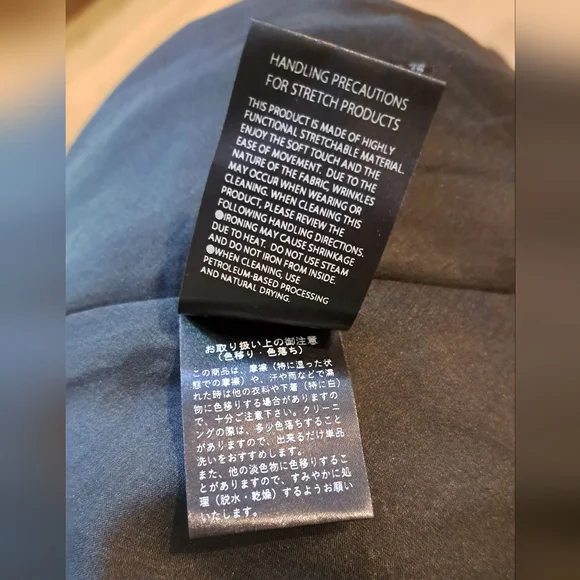 HANDLING PRECAUTIONS
FOR STRETCH PRODUCTS
THIS PRODUCT IS MADE OF HIGHLY
FUNCTIONAL STRETCHABLE MATERIAL.
ENJOY THE SOFT TOUCH AND THE
EASE OF MOVEMENT. DUE TO THE
NATURE OF THE FABRIC, WRINKLES
MAY OCCUR WHEN WEARING OR
CLEANING. WHEN CLEANING THIS
PRODUCT, PLEASE REVIEW THE
FOLLOWING HANDLING DIRECTIONS.
●IRONING MAY CAUSE SHRINKAGE
DUE TO HEAT. DO NOT USE STEAM
AND DO NOT IRON FROM INSIDE.
●WHEN CLEANING, USE
PETROLEUM-BASED PROCESSING
AND NATURAL DRYING.
お取り扱い上の御注意
(色移り・色落ち)
この商品は、摩擦(特に湿った状
態での摩擦)や、汗や雨などで濡
れた時は他の衣料や下着(特に白)
物に色移りする場合がありますの
で、十分ご注意下さい。クリーニ
ングの際は、多少色落ちすること
がありますので、出来るだけ単品
洗いをおすすめします。
また、他の淡色物に色移りするこ
とがありますので、すみやかに処
理(脱水・乾燥)するようお願い
いたします。